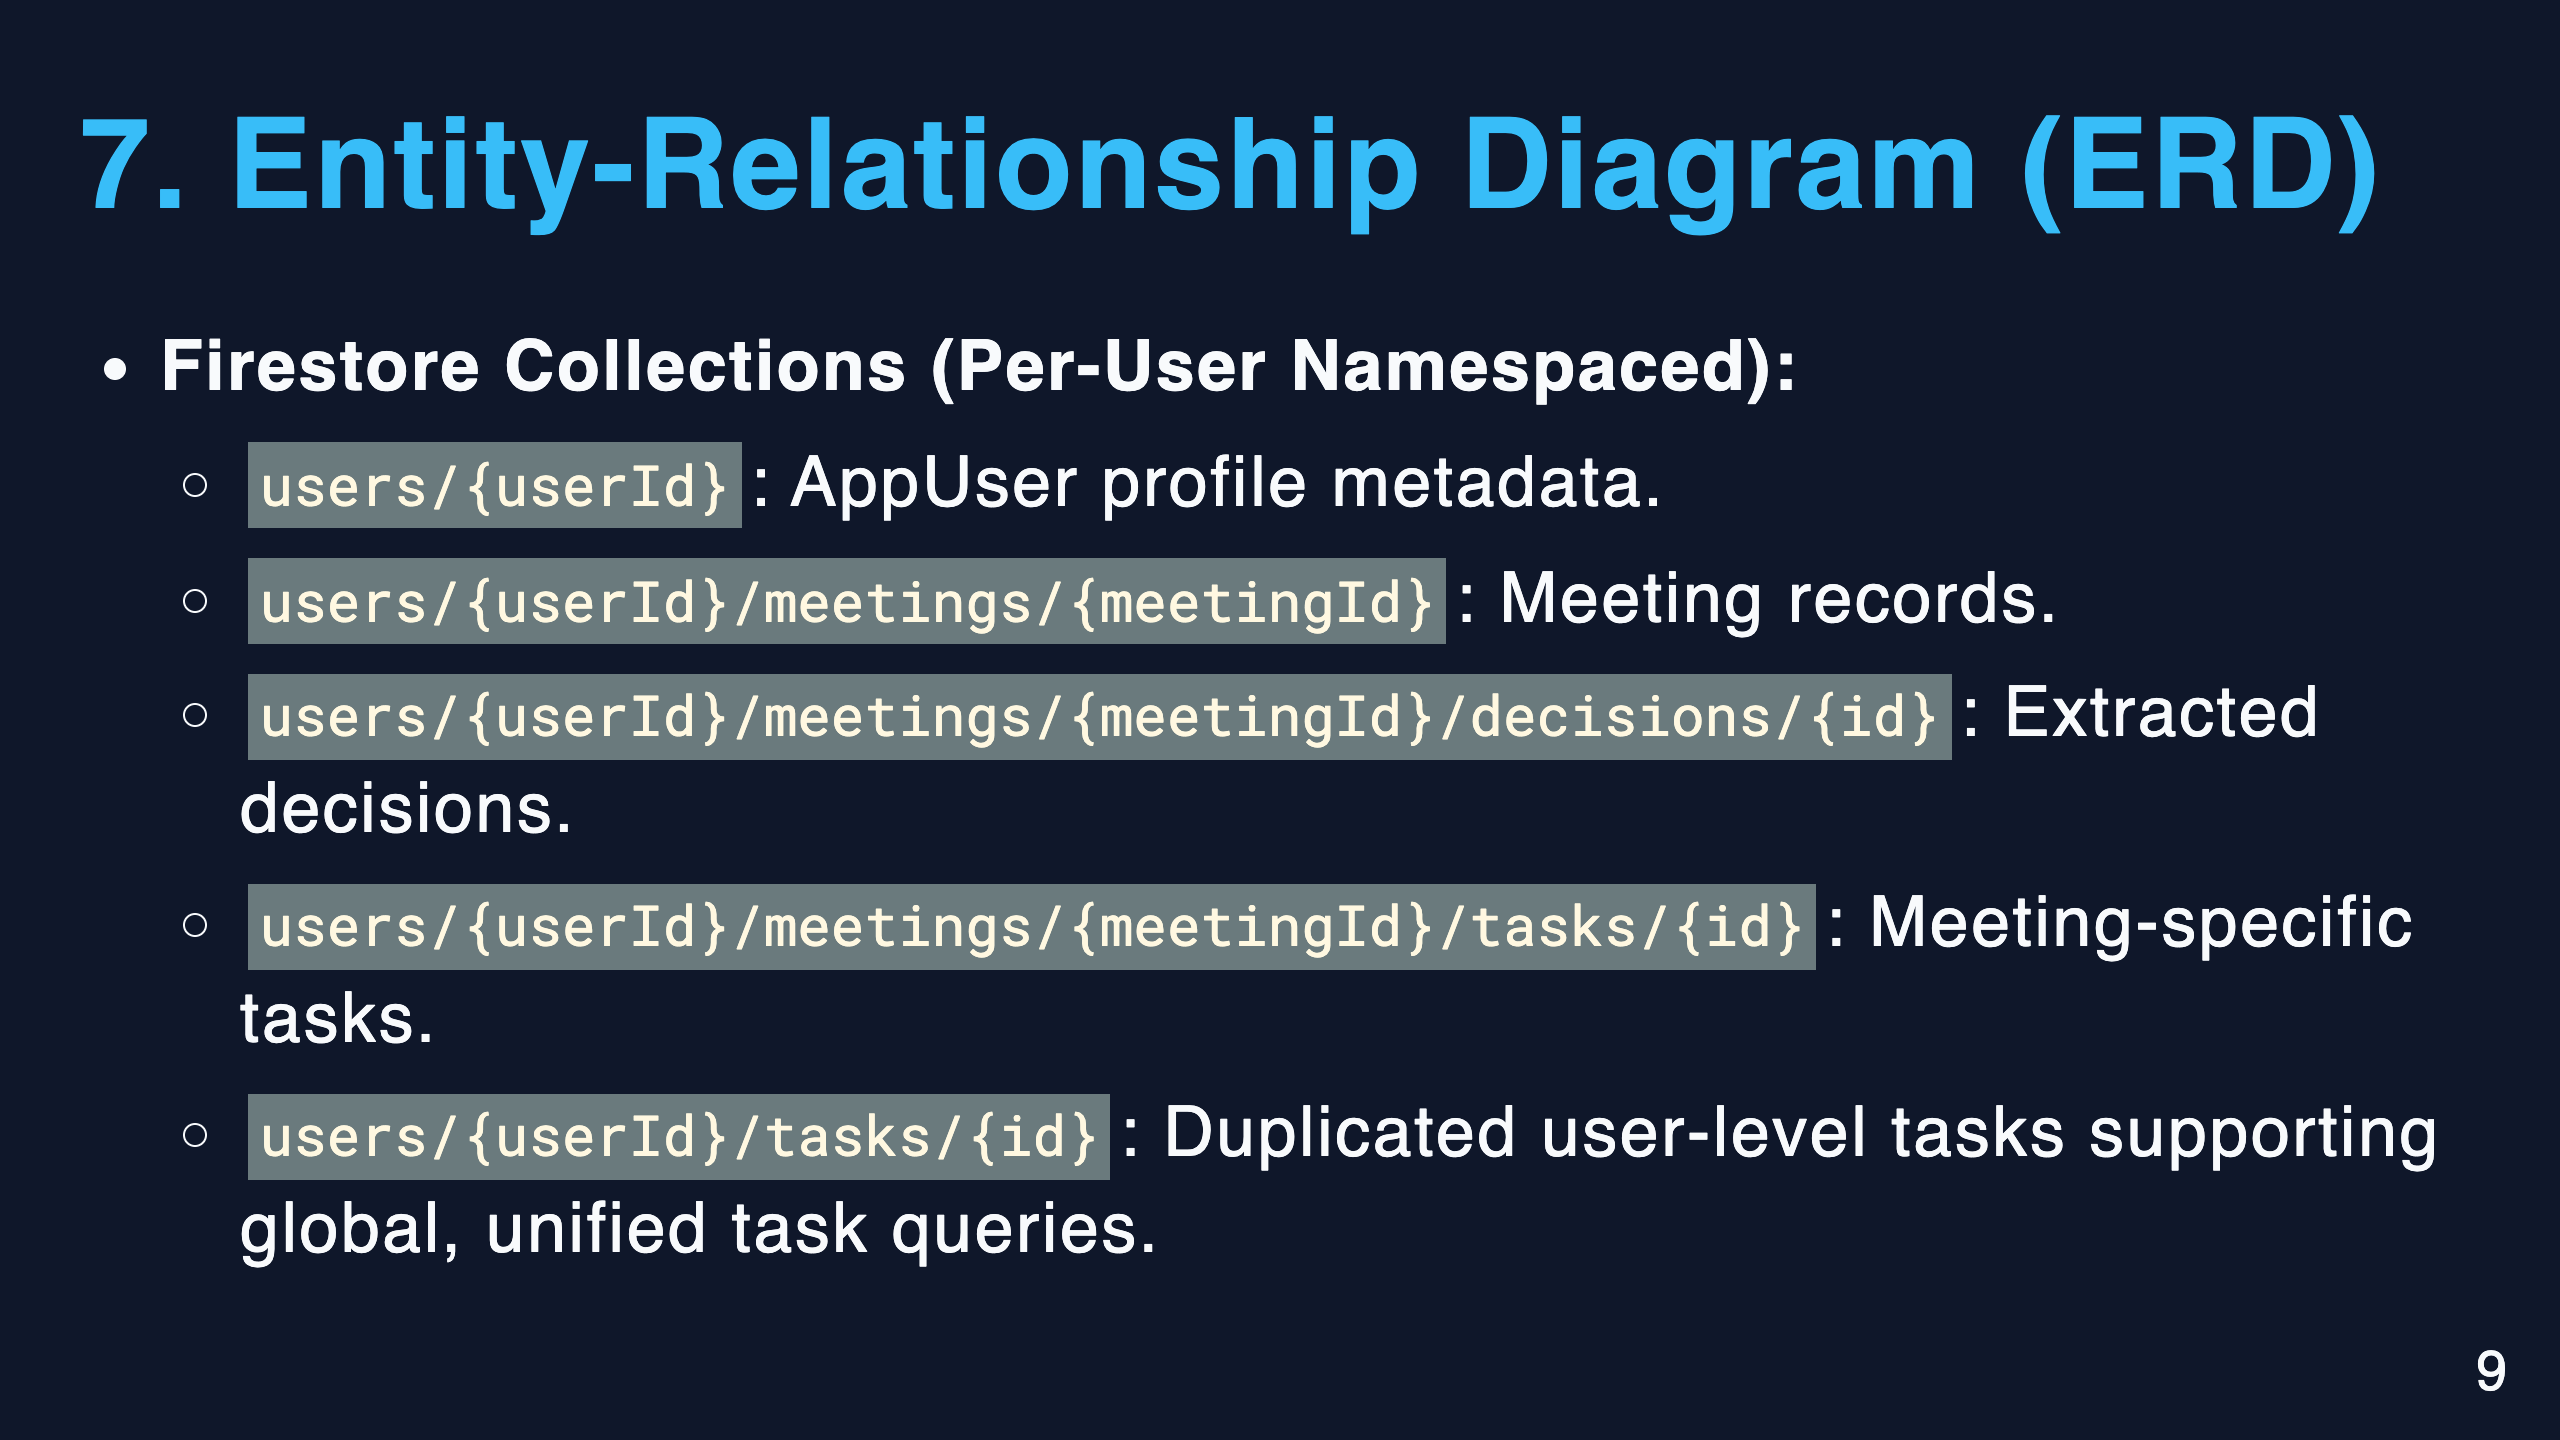 7. Entity-Relationship Diagram (ERD)
• Firestore Collections (Per-User Namespaced):
○ users/{userId} : AppUser profile metadata.
○ users/{userId}/meetings/{meetingId} : Meeting records.
○ users/{userId}/meetings/{meetingId}/decisions/{id} : Extracted
decisions.
○ users/{userId}/meetings/{meetingId}/tasks/{id} : Meeting-specific
tasks.
○ users/{userId}/tasks/{id} : Duplicated user-level tasks supporting
global, unified task queries.
9